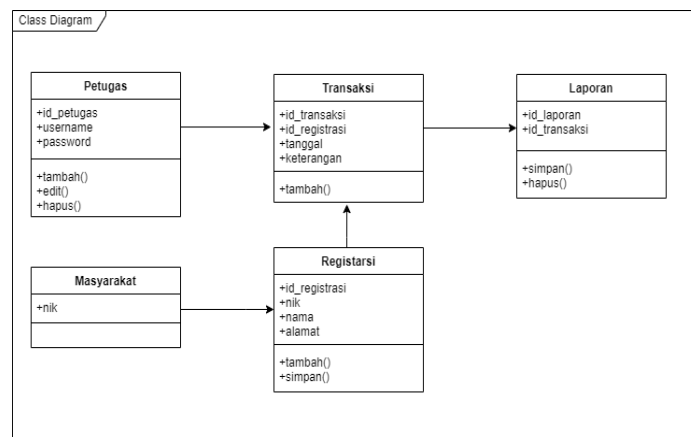 Class Diagram
Petugas
+id_petugas
+username
+password
+tambah()
+edit()
+hapus()
Transaksi
+id_transaksi
+id_registrasi
+tanggal
+keterangan
+tambah()
Laporan
+id_laporan
+id_transaksi
+simpan()
+hapus()
Masyarakat
+nik
Registarsi
+id_registrasi
+nik
+nama
+alamat
+tambah()
+simpan()